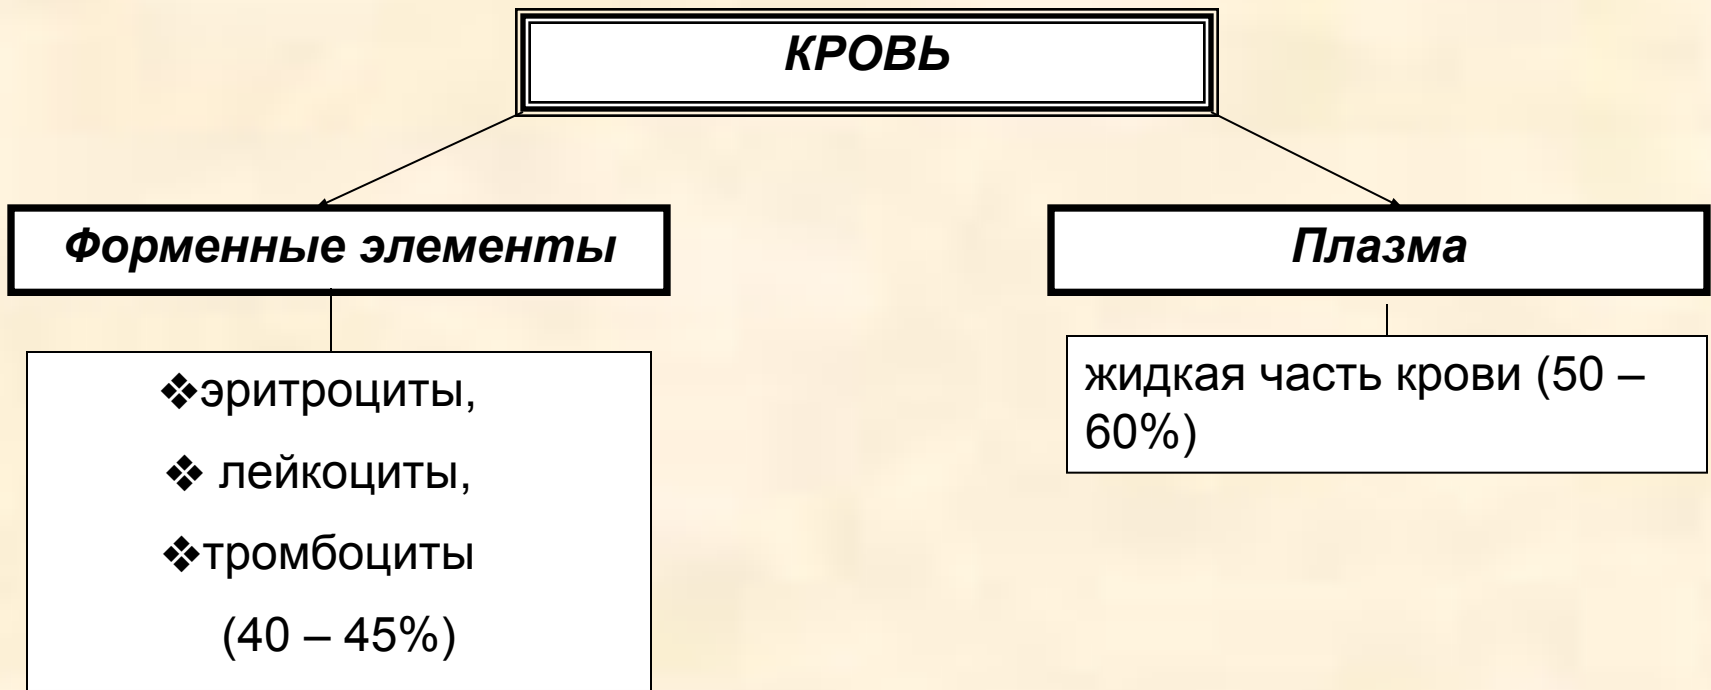 КРОВЬ
Форменные элементы
❖эритроциты,
❖ лейкоциты,
❖тромбоциты
(40 – 45%)
Плазма
жидкая часть крови (50 –
60%)